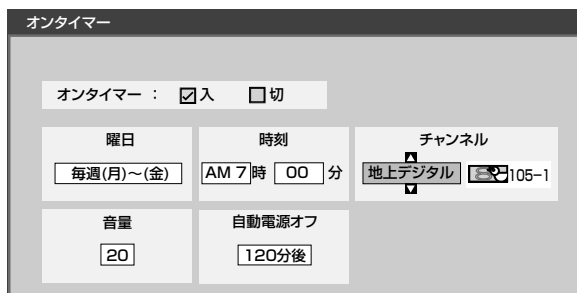 オンタイマー
オンタイマー : 入 切
曜日 時刻 チャンネル
毎週(月)～(金) AM 7時 00 分 地上デジタル 105-1
音量 自動電源オフ
20 120分後